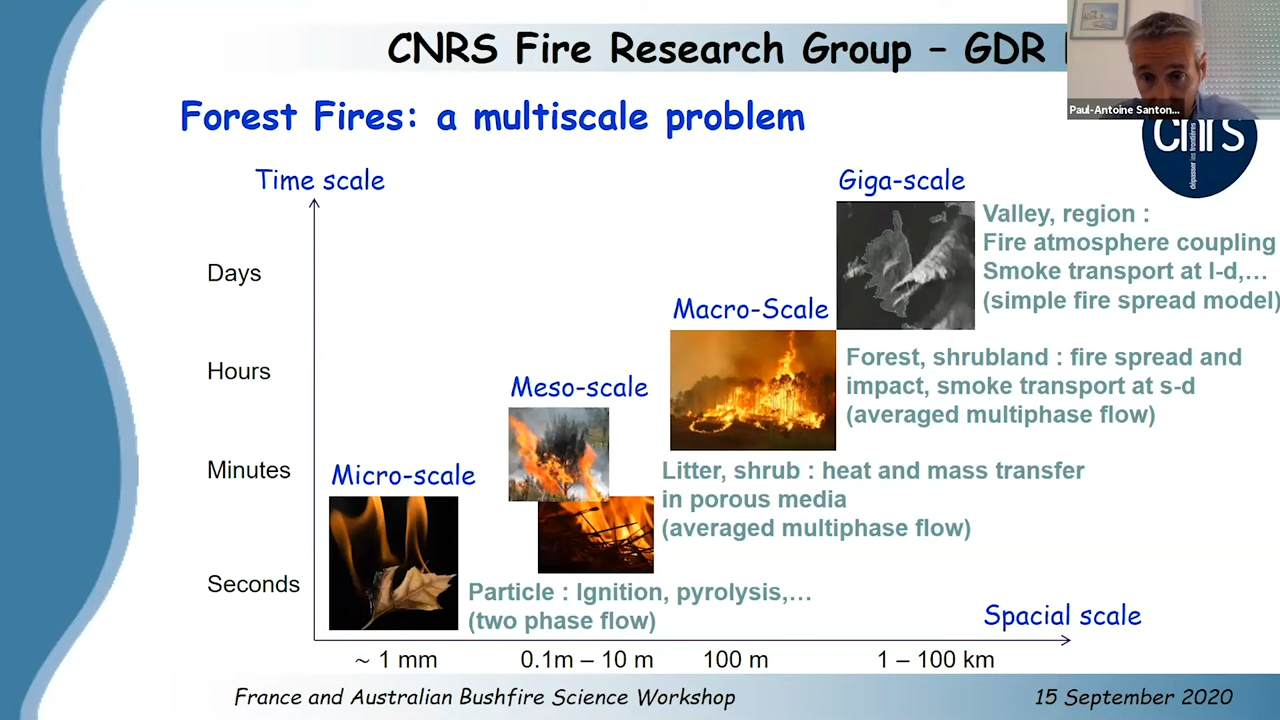 CNRS Fire Research Group – GDR
Paul-Antoine Santon...
Forest Fires: a multiscale problem
cnrs
dépasser les frontières
Time scale
Giga-scale
Valley, region :
Fire atmosphere coupling
Smoke transport at l-d,...
(simple fire spread model)
Days
Macro-Scale
Forest, shrubland : fire spread and
impact, smoke transport at s-d
(averaged multiphase flow)
Hours
Meso-scale
Litter, shrub : heat and mass transfer
in porous media
(averaged multiphase flow)
Minutes
Micro-scale
Seconds
Particle : Ignition, pyrolysis,...
(two phase flow)
Spacial scale
~ 1 mm
0.1m – 10 m
100 m
1 – 100 km
France and Australian Bushfire Science Workshop
15 September 2020